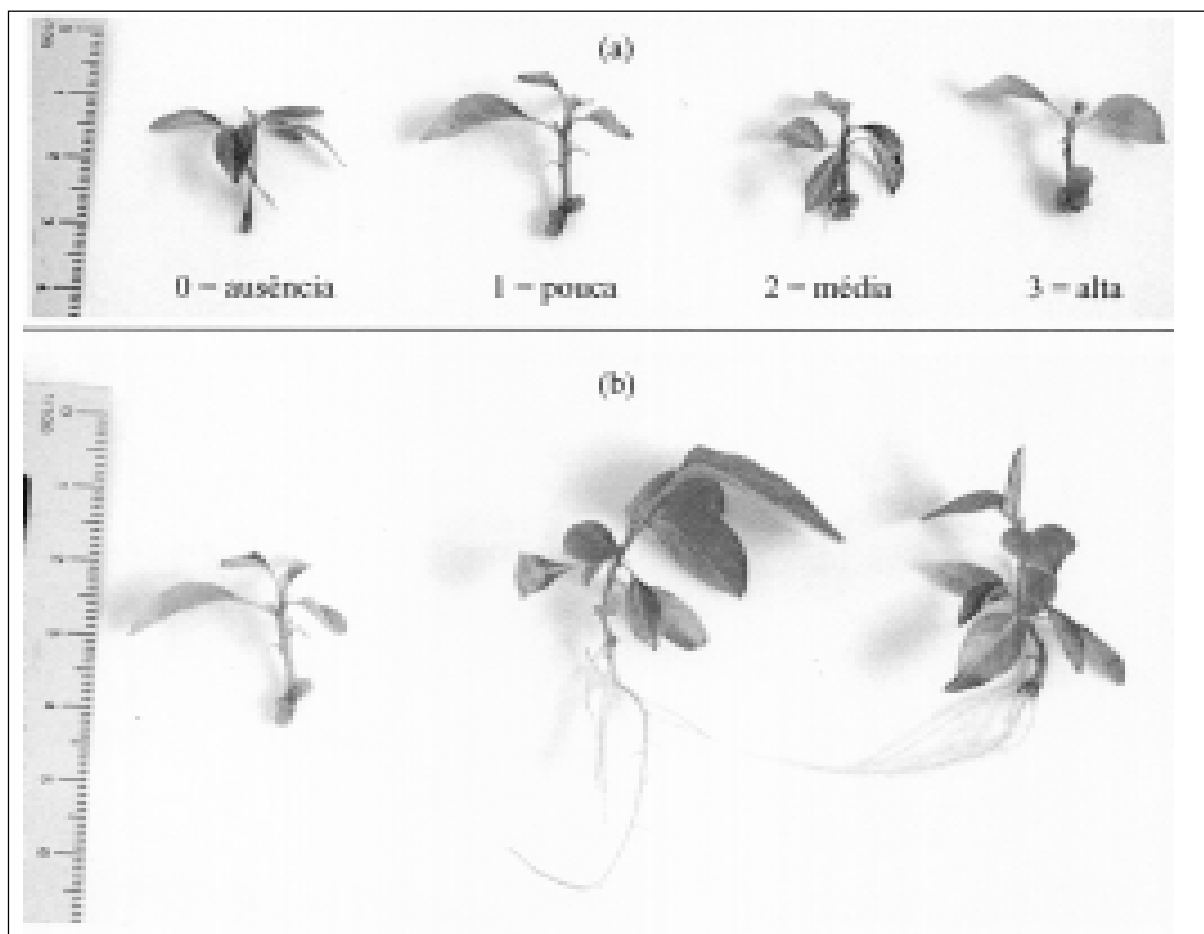 (a)
0 = ausência 1 = pouca 2 = média 3 = alta
(b)